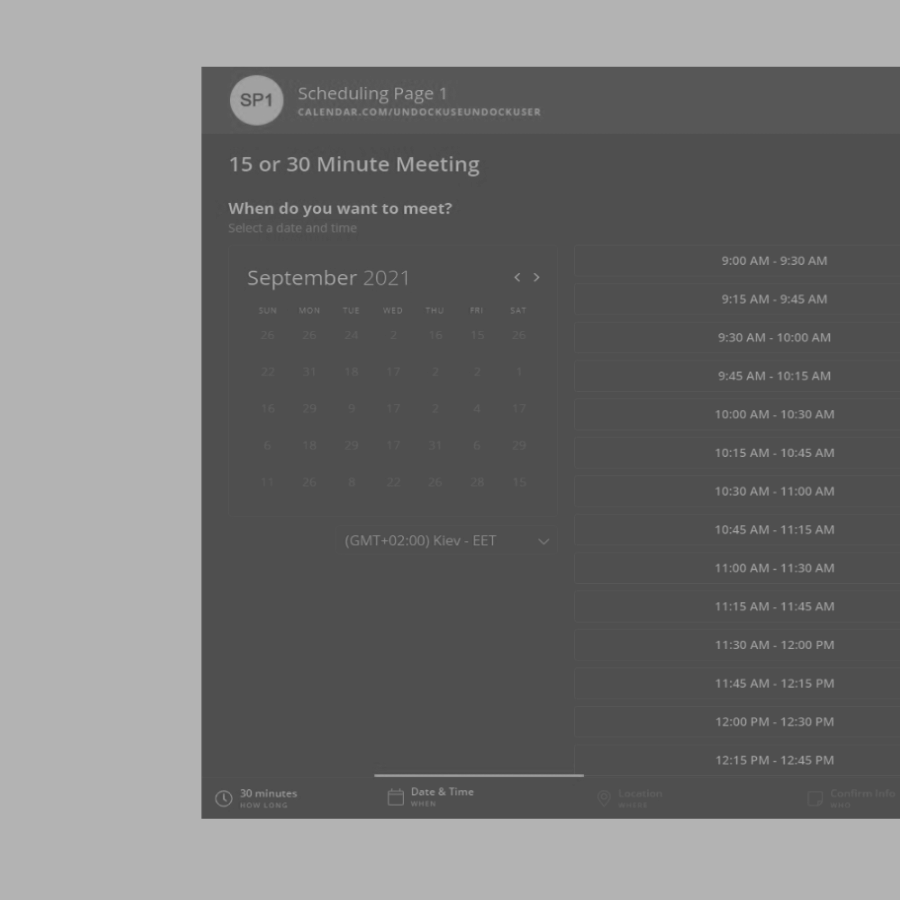 SP1
Scheduling Page 1
CALENDAR.COM/UNDOCKUSEUNDOCKUSER
15 or 30 Minute Meeting
When do you want to meet?
Select a date and time
September 2021
SUN MON TUE WED THU FRI SAT
26 26 24 2 16 15 26
22 31 18 17 2 2 1
16 29 9 17 2 4 17
6 18 29 17 31 6 29
11 26 8 22 26 28 15
(GMT+02:00) Kiev - EET
9:00 AM - 9:30 AM
9:15 AM - 9:45 AM
9:30 AM - 10:00 AM
9:45 AM - 10:15 AM
10:00 AM - 10:30 AM
10:15 AM - 10:45 AM
10:30 AM - 11:00 AM
10:45 AM - 11:15 AM
11:00 AM - 11:30 AM
11:15 AM - 11:45 AM
11:30 AM - 12:00 PM
11:45 AM - 12:15 PM
12:00 PM - 12:30 PM
12:15 PM - 12:45 PM
30 minutes
HOW LONG
Date & Time
WHEN
Location
WHERE
Confirm Info
WHO